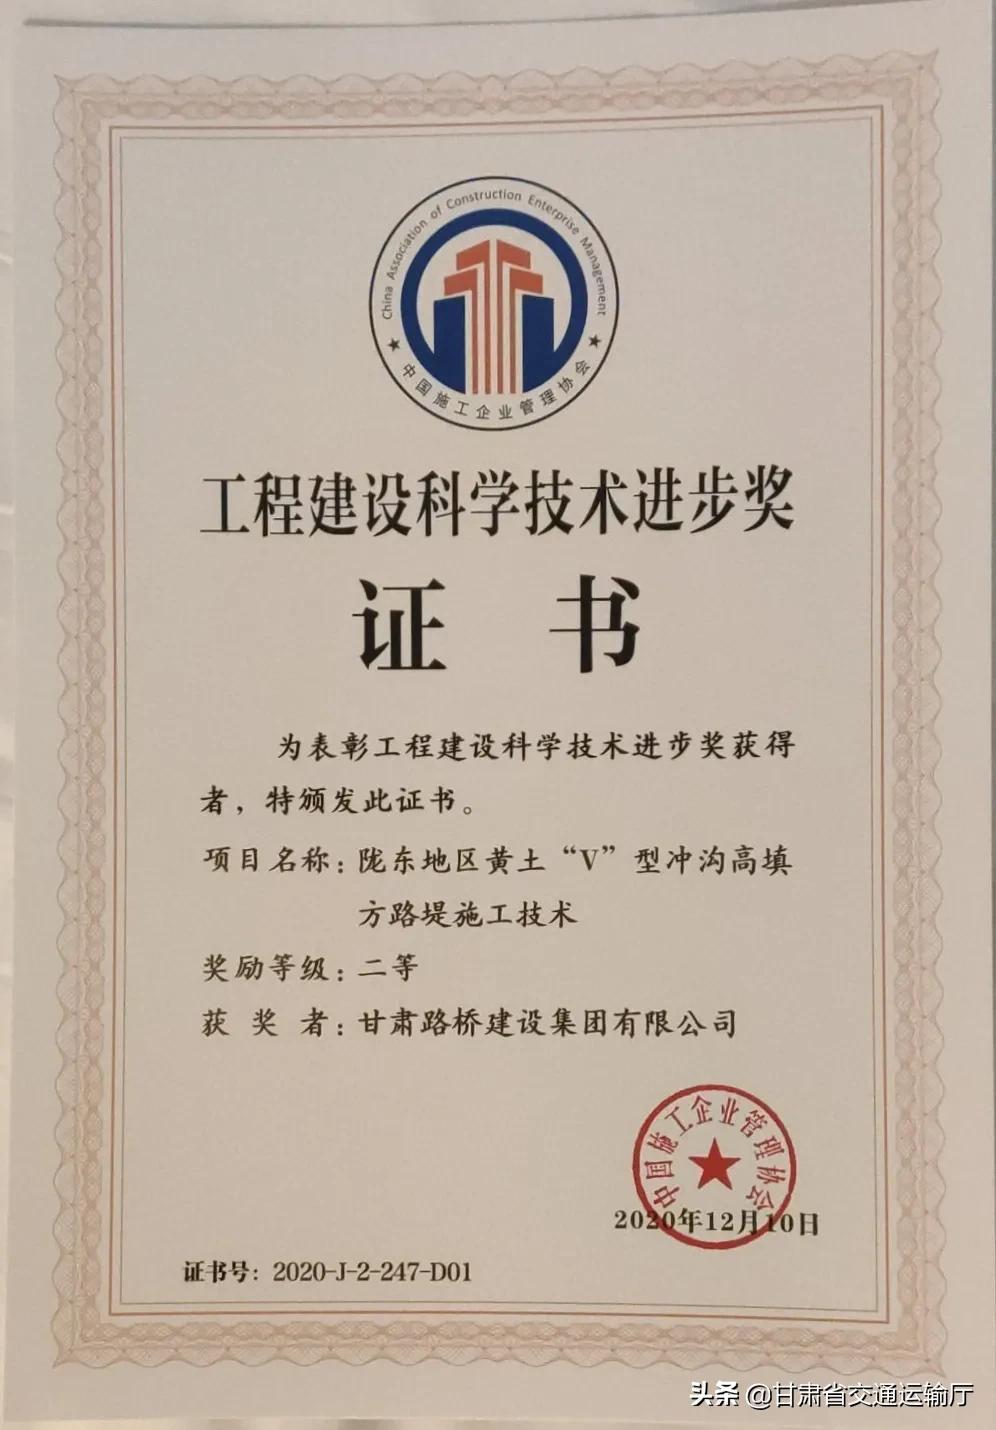 China Association of Construction Enterprise Management
★ 中国施工企业管理协会 ★
工程建设科学技术进步奖
证 书
为表彰工程建设科学技术进步奖获得
者，特颁发此证书。
项目名称：陇东地区黄土“V”型冲沟高填
方路堤施工技术
奖励等级：二等
获 奖 者：甘肃路桥建设集团有限公司
中国施工企业管理协会
2020年12月10日
证书号：2020-J-2-247-D01
头条 @甘肃省交通运输厅